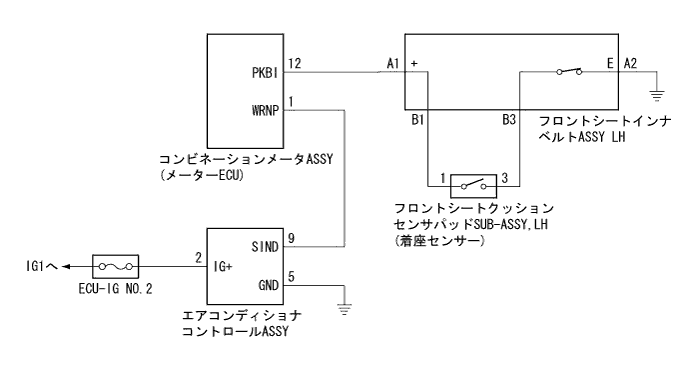 PKBI
12
WRNP
1
コンビネーションメータASSY
(メーターECU)
A1
+
E
A2
B1
B3
フロントシートインナ
ベルトASSY LH
1
3
フロントシートクッション
センサパッドSUB-ASSY,LH
(着座センサー)
IG1へ
ECU-IG NO.2
2
IG+
SIND
9
GND
5
エアコンディショナ
コントロールASSY